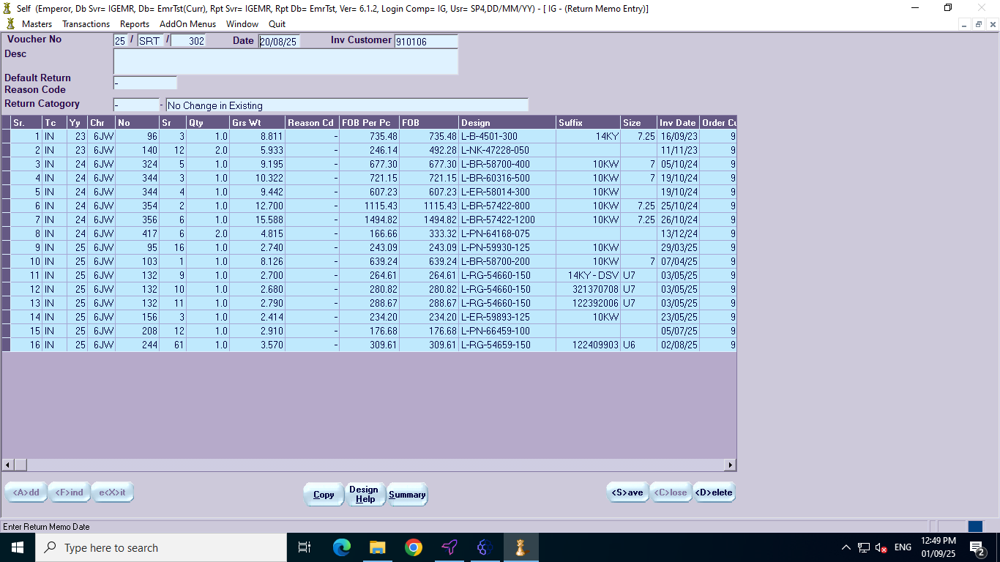 Self (Emperor, Db Svr= IGEMR, Db= EmrTst(Curr), Rpt Svr= IGEMR, Rpt Db= EmrTst, Ver= 6.1.2, Login Comp= IG, Usr= SP4,DD/MM/YY) - [ IG - (Return Memo Entry)]
Masters Transactions Reports AddOn Menus Window Quit
Voucher No 25 / SRT / 302 Date 20/08/25 Inv Customer 910106
Desc
Default Return
Reason Code -
Return Catogory - - No Change in Existing
Sr. Tc Yy Chr No Sr Qty Grs Wt Reason Cd FOB Per Pc FOB Design Suffix Size Inv Date Order Cu
1 IN 23 6JW 96 3 1.0 8.811 - 735.48 735.48 L-B-4501-300 14KY 7.25 16/09/23 9
2 IN 23 6JW 140 12 2.0 5.933 - 246.14 492.28 L-NK-47228-050 11/11/23 9
3 IN 24 6JW 324 5 1.0 9.195 - 677.30 677.30 L-BR-58700-400 10KW 7 05/10/24 9
4 IN 24 6JW 344 3 1.0 10.322 - 721.15 721.15 L-BR-60316-500 10KW 7 19/10/24 9
5 IN 24 6JW 344 4 1.0 9.442 - 607.23 607.23 L-ER-58014-300 10KW 19/10/24 9
6 IN 24 6JW 354 2 1.0 12.700 - 1115.43 1115.43 L-BR-57422-800 10KW 7.25 25/10/24 9
7 IN 24 6JW 356 6 1.0 15.588 - 1494.82 1494.82 L-BR-57422-1200 10KW 7.25 26/10/24 9
8 IN 24 6JW 417 6 2.0 4.815 - 166.66 333.32 L-PN-64168-075 13/12/24 9
9 IN 25 6JW 95 16 1.0 2.740 - 243.09 243.09 L-PN-59930-125 10KW 29/03/25 9
10 IN 25 6JW 103 1 1.0 8.126 - 639.24 639.24 L-BR-58700-200 10KW 7 07/04/25 9
11 IN 25 6JW 132 9 1.0 2.700 - 264.61 264.61 L-RG-54660-150 14KY - DSV U7 03/05/25 9
12 IN 25 6JW 132 10 1.0 2.680 - 280.82 280.82 L-RG-54660-150 321370708 U7 03/05/25 9
13 IN 25 6JW 132 11 1.0 2.790 - 288.67 288.67 L-RG-54660-150 122392006 U7 03/05/25 9
14 IN 25 6JW 156 3 1.0 2.414 - 234.20 234.20 L-ER-59893-125 10KW 23/05/25 9
15 IN 25 6JW 208 12 1.0 2.910 - 176.68 176.68 L-PN-66459-100 05/07/25 9
16 IN 25 6JW 244 61 1.0 3.570 - 309.61 309.61 L-RG-54659-150 122409903 U6 02/08/25 9
<A>dd <F>ind e<X>it Copy Design Help Summary <S>ave <C>lose <D>elete
Enter Return Memo Date
Type here to search ENG 12:49 PM
01/09/25 2